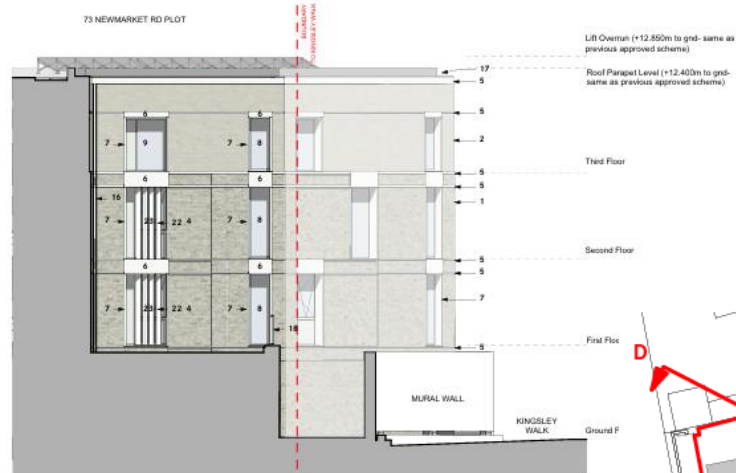 73 NEWMARKET RD PLOT
BOUNDARY
TO KINGSLEY WALK
Lift Overrun (+12.850m to gnd- same as
previous approved scheme)
17
Roof Parapet Level (+12.400m to gnd-
same as previous approved scheme)
5
6 6 5
7 9 7 8 2
Third Floor
5
6 6 5
16 1
7 23 22 4 7 8
Second Floor
5
6 6 5
7 23 22 4 7 8 7
18
First Floo
5
D
MURAL WALL
KINGSLEY
WALK
Ground F